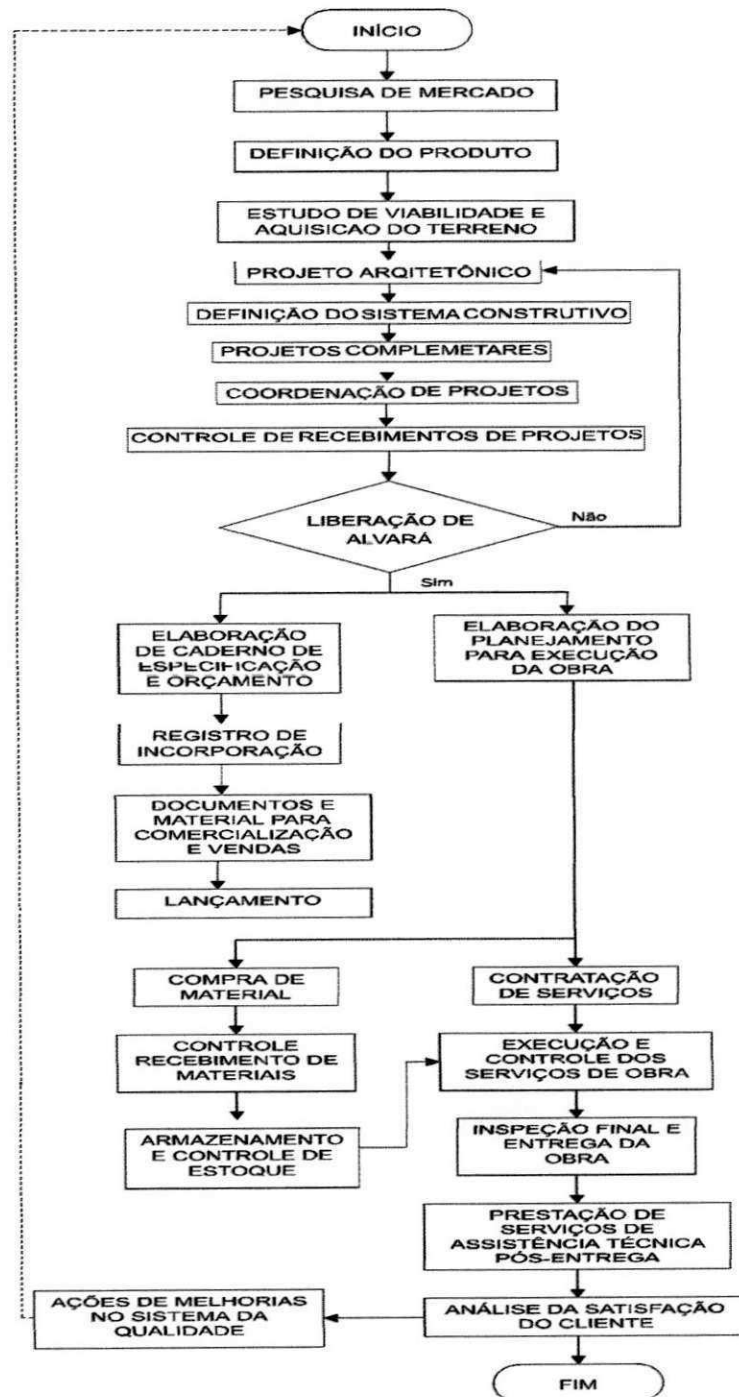 INÍCIO
PESQUISA DE MERCADO
DEFINIÇÃO DO PRODUTO
ESTUDO DE VIABILIDADE E
AQUISICAO DO TERRENO
PROJETO ARQITETÔNICO
DEFINIÇÃO DO SISTEMA CONSTRUTIVO
PROJETOS COMPLEMETARES
COORDENAÇÃO DE PROJETOS
CONTROLE DE RECEBIMENTOS DE PROJETOS
LIBERAÇÃO DE
ALVARÁ
Não
Sim
ELABORAÇÃO
DE CADERNO DE
ESPECIFICAÇÃO
E ORÇAMENTO
ELABORAÇÃO DO
PLANEJAMENTO
PARA EXECUÇÃO
DA OBRA
REGISTRO DE
INCORPORAÇÃO
DOCUMENTOS E
MATERIAL PARA
COMERCIALIZAÇÃO
E VENDAS
LANÇAMENTO
COMPRA DE
MATERIAL
CONTRATAÇÃO
DE SERVIÇOS
CONTROLE
RECEBIMENTO DE
MATERIAIS
EXECUÇÃO E
CONTROLE DOS
SERVIÇOS DE OBRA
ARMAZENAMENTO
E CONTROLE DE
ESTOQUE
INSPEÇÃO FINAL E
ENTREGA DA
OBRA
PRESTAÇÃO DE
SERVIÇOS DE
ASSISTÊNCIA TÉCNICA
PÓS-ENTREGA
AÇÕES DE MELHORIAS
NO SISTEMA DA
QUALIDADE
ANÁLISE DA SATISFAÇÃO
DO CLIENTE
FIM